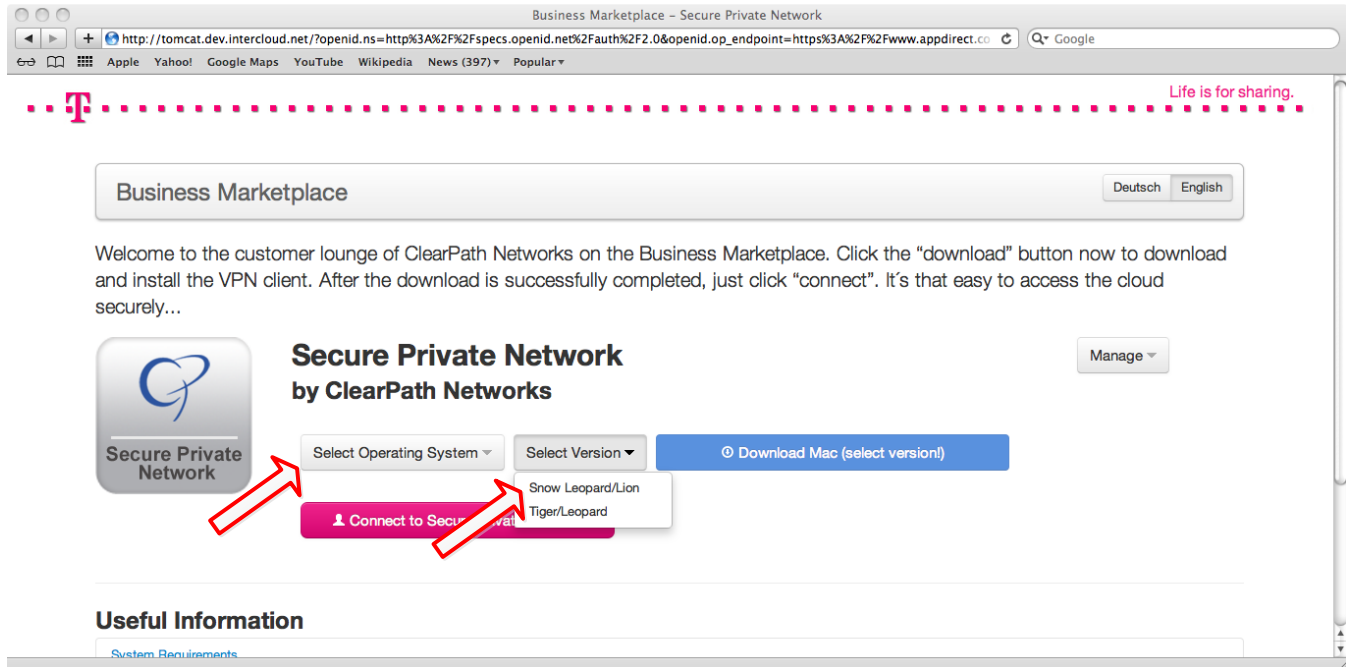 Business Marketplace – Secure Private Network
http://tomcat.dev.intercloud.net/?openid.ns=http%3A%2F%2Fspecs.openid.net%2Fauth%2F2.0&openid.op_endpoint=https%3A%2F%2Fwww.appdirect.co
Google
Apple Yahoo! Google Maps YouTube Wikipedia News (397) Popular
Life is for sharing.
T
Business Marketplace
Deutsch English
Welcome to the customer lounge of ClearPath Networks on the Business Marketplace. Click the “download” button now to download
and install the VPN client. After the download is successfully completed, just click “connect”. It´s that easy to access the cloud
securely...
Secure Private Network
Secure Private Network
by ClearPath Networks
Manage
Select Operating System Select Version Download Mac (select version!)
Snow Leopard/Lion
Tiger/Leopard
Connect to Secur
Useful Information
System Requirements